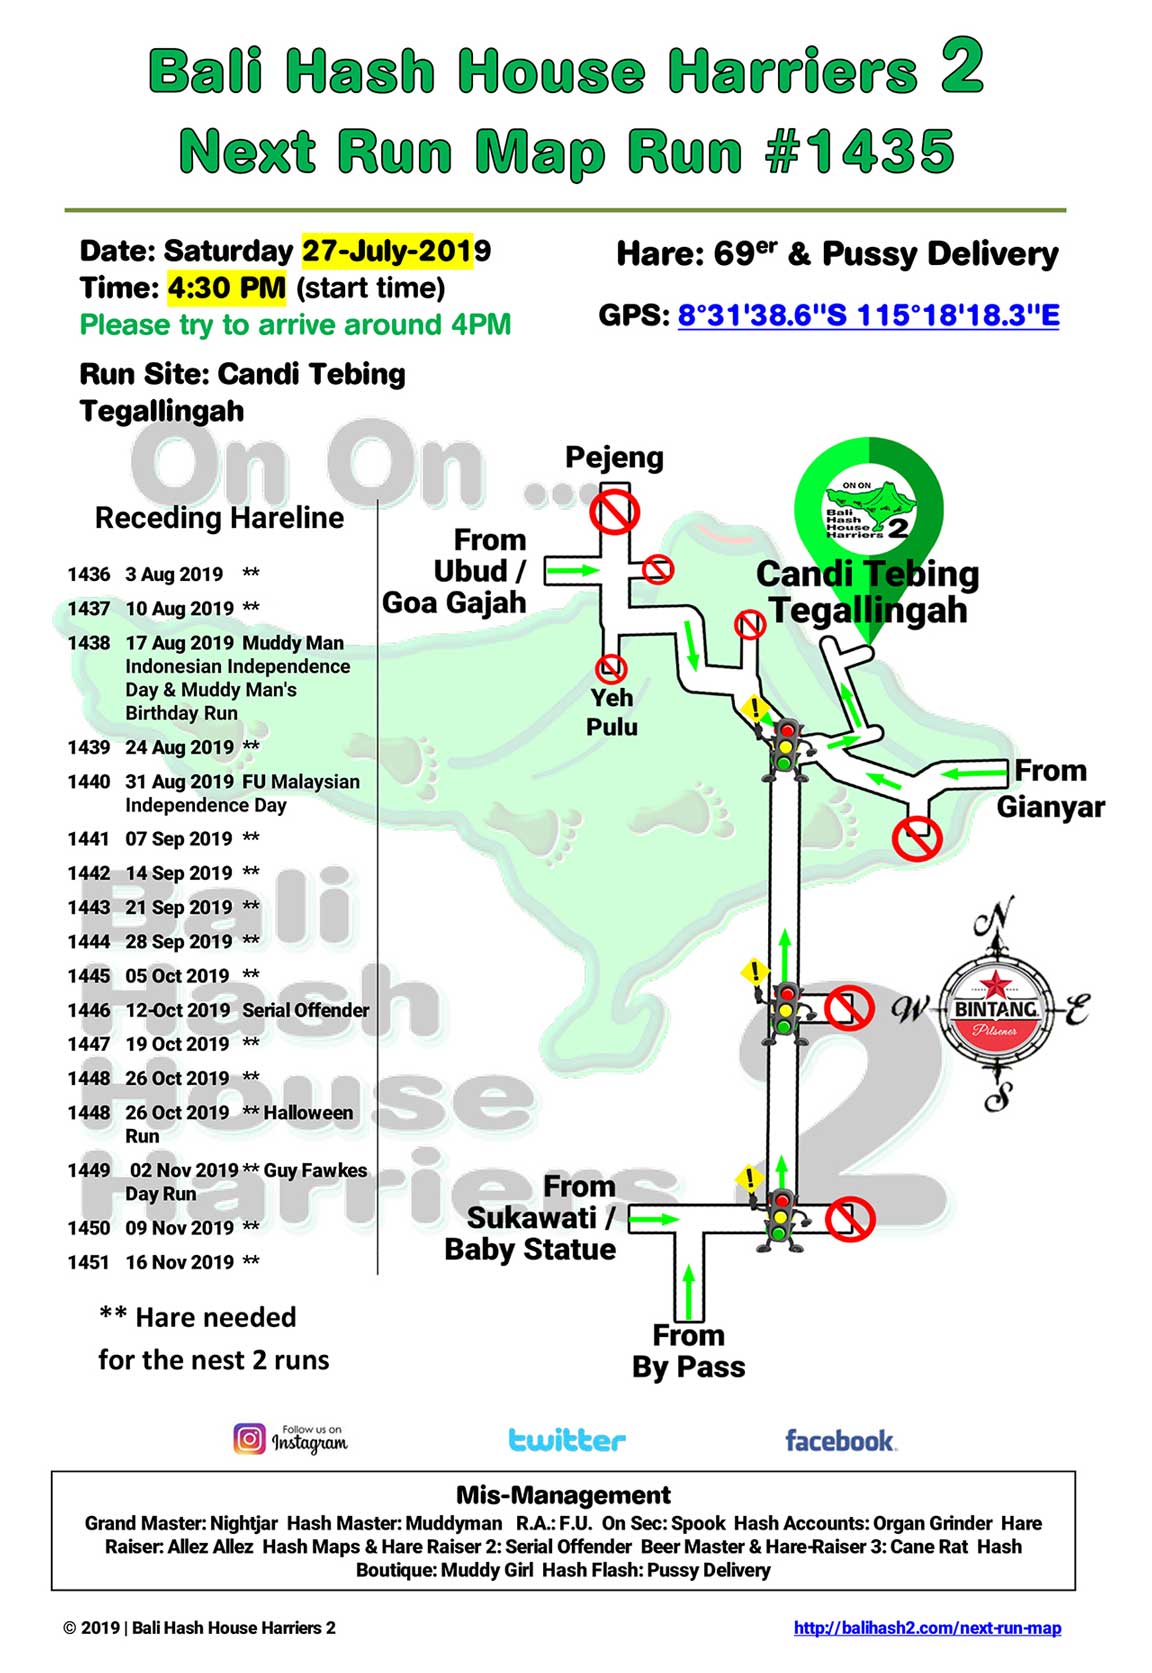 Bali Hash House Harriers 2
Next Run Map Run #1435
Date: Saturday 27-July-2019
Time: 4:30 PM (start time)
Please try to arrive around 4PM
Hare: 69er & Pussy Delivery
GPS: 8°31'38.6"S 115°18'18.3"E
Run Site: Candi Tebing
Tegallingah
On On ...
Receding Hareline
1436 3 Aug 2019 **
1437 10 Aug 2019 **
1438 17 Aug 2019 Muddy Man
Indonesian Independence
Day & Muddy Man's
Birthday Run
1439 24 Aug 2019 **
1440 31 Aug 2019 FU Malaysian
Independence Day
1441 07 Sep 2019 **
1442 14 Sep 2019 **
1443 21 Sep 2019 **
1444 28 Sep 2019 **
1445 05 Oct 2019 **
1446 12-Oct 2019 Serial Offender
1447 19 Oct 2019 **
1448 26 Oct 2019 **
1448 26 Oct 2019 ** Halloween
Run
1449 02 Nov 2019 ** Guy Fawkes
Day Run
1450 09 Nov 2019 **
1451 16 Nov 2019 **
** Hare needed
for the nest 2 runs
Bali
Hash
House
Harriers 2
Pejeng
From
Ubud /
Goa Gajah
Yeh
Pulu
ON ON
Bali
Hash
House
Harriers 2
Candi Tebing
Tegallingah
From
Gianyar
N
W
E
S
BINTANG
Pilsener
From
Sukawati /
Baby Statue
From
By Pass
Follow us on
Instagram
twitter
facebook
Mis-Management
Grand Master: Nightjar Hash Master: Muddyman R.A.: F.U. On Sec: Spook Hash Accounts: Organ Grinder Hare
Raiser: Allez Allez Hash Maps & Hare Raiser 2: Serial Offender Beer Master & Hare-Raiser 3: Cane Rat Hash
Boutique: Muddy Girl Hash Flash: Pussy Delivery
© 2019 | Bali Hash House Harriers 2
http://balihash2.com/next-run-map